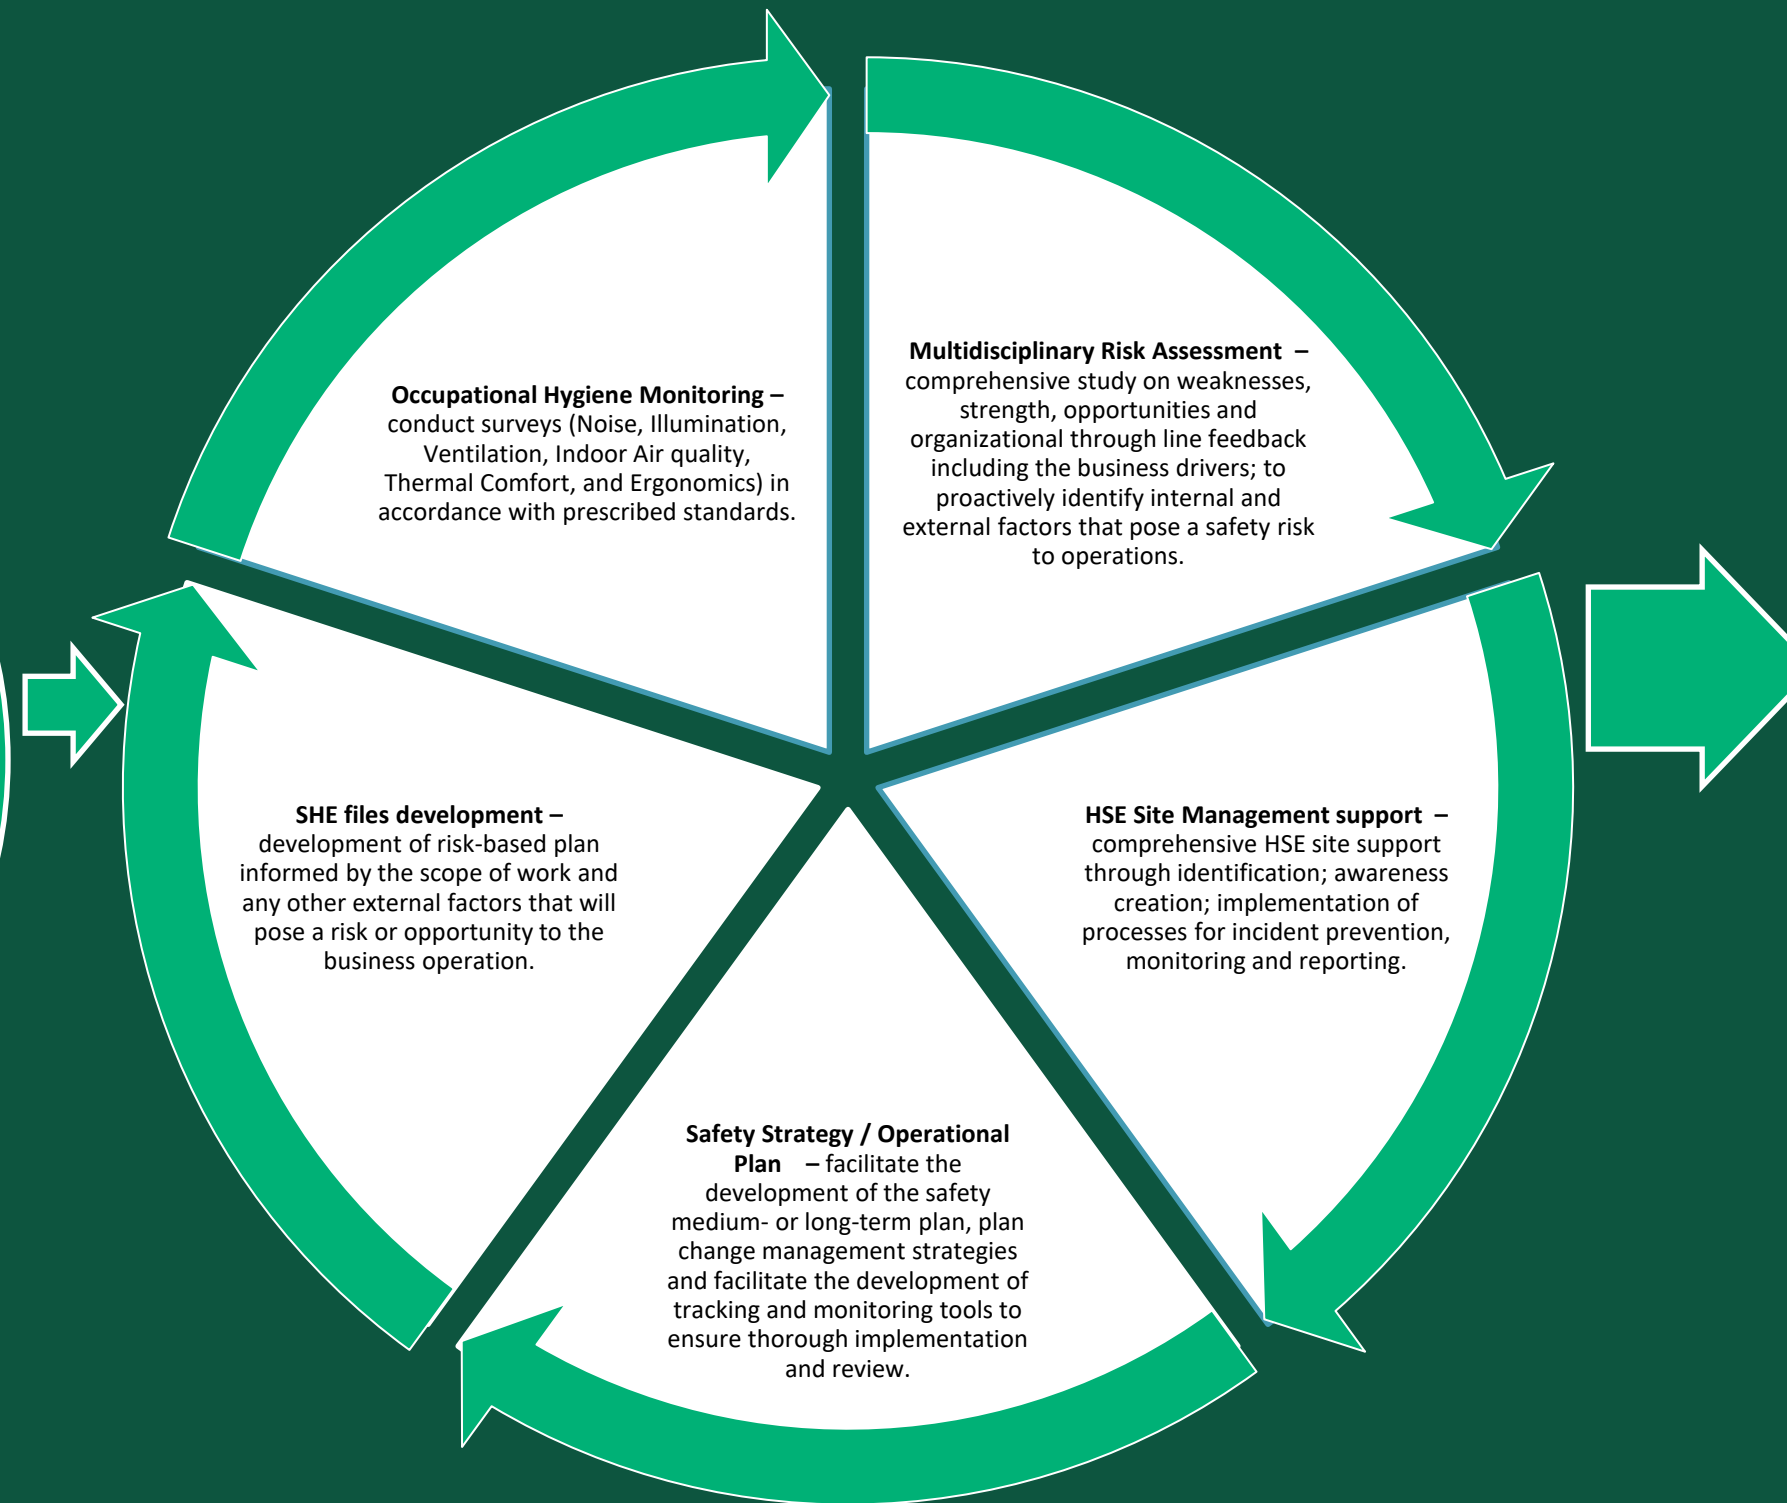 Multidisciplinary Risk Assessment –
comprehensive study on weaknesses,
strength, opportunities and
organizational through line feedback
including the business drivers; to
proactively identify internal and
external factors that pose a safety risk
to operations.
HSE Site Management support –
comprehensive HSE site support
through identification; awareness
creation; implementation of
processes for incident prevention,
monitoring and reporting.
Safety Strategy / Operational
Plan – facilitate the
development of the safety
medium- or long-term plan, plan
change management strategies
and facilitate the development of
tracking and monitoring tools to
ensure thorough implementation
and review.
SHE files development –
development of risk-based plan
informed by the scope of work and
any other external factors that will
pose a risk or opportunity to the
business operation.
Occupational Hygiene Monitoring –
conduct surveys (Noise, Illumination,
Ventilation, Indoor Air quality,
Thermal Comfort, and Ergonomics) in
accordance with prescribed standards.